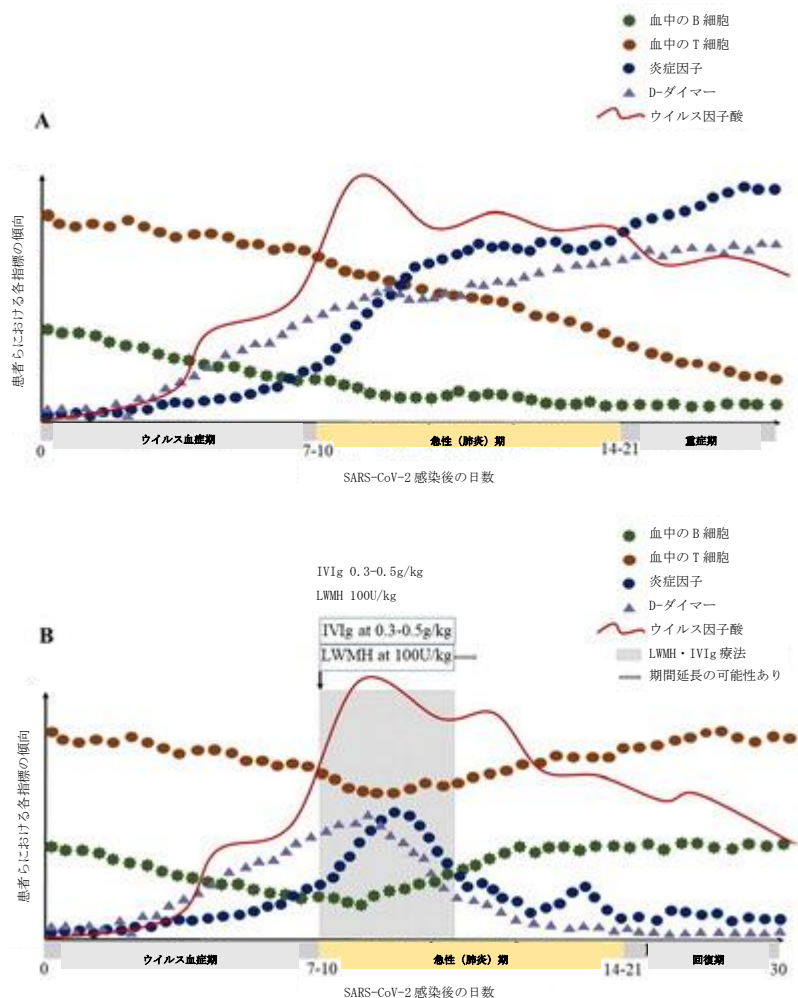 血中の B 細胞
血中の T 細胞
炎症因子
D-ダイマー
ウイルス因子酸
A
患者らにおける各指標の傾向
ウイルス血症期
急性（肺炎）期
重症期
0
7-10
14-21
SARS-CoV-2 感染後の日数
血中の B 細胞
血中の T 細胞
炎症因子
D-ダイマー
ウイルス因子酸
LWMH・IVIg 療法
期間延長の可能性あり
IVIg 0.3-0.5g/kg
LWMH 100U/kg
B
IVIg at 0.3-0.5g/kg
LWMH at 100U/kg
患者らにおける各指標の傾向
ウイルス血症期
急性（肺炎）期
回復期
0
7-10
14-21
30
SARS-CoV-2 感染後の日数